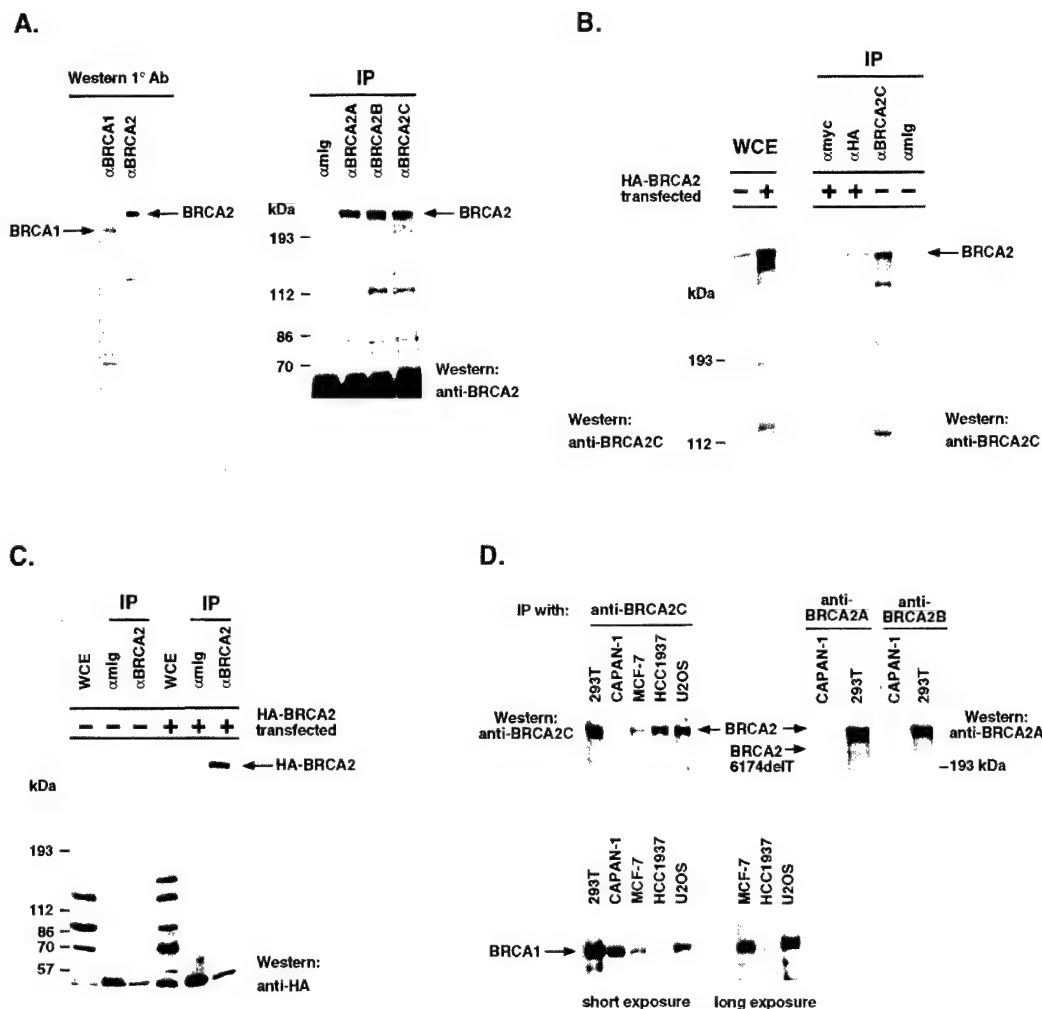 A.
Western 1° Ab
αBRCA1
αBRCA2
BRCA1
BRCA2
IP
αmIg
αBRCA2A
αBRCA2B
αBRCA2C
kDa
193
112
86
70
BRCA2
Western:
anti-BRCA2
B.
IP
WCE
αmyc
αHA
αBRCA2C
αmIg
HA-BRCA2
transfected
− + + + − −
BRCA2
kDa
193
112
Western:
anti-BRCA2C
Western:
anti-BRCA2C
C.
IP
IP
WCE
αmIg
αBRCA2
WCE
αmIg
αBRCA2
− − − + + +
HA-BRCA2
transfected
HA-BRCA2
kDa
193
112
86
70
57
Western:
anti-HA
D.
IP with:
anti-BRCA2C
anti-
BRCA2A
anti-
BRCA2B
293T
CAPAN-1
MCF-7
HCC1937
U2OS
CAPAN-1
293T
CAPAN-1
293T
Western:
anti-BRCA2C
BRCA2
BRCA2
6174delT
Western:
anti-BRCA2A
–193 kDa
293T
CAPAN-1
MCF-7
HCC1937
U2OS
MCF-7
HCC1937
U2OS
BRCA1
short exposure
long exposure